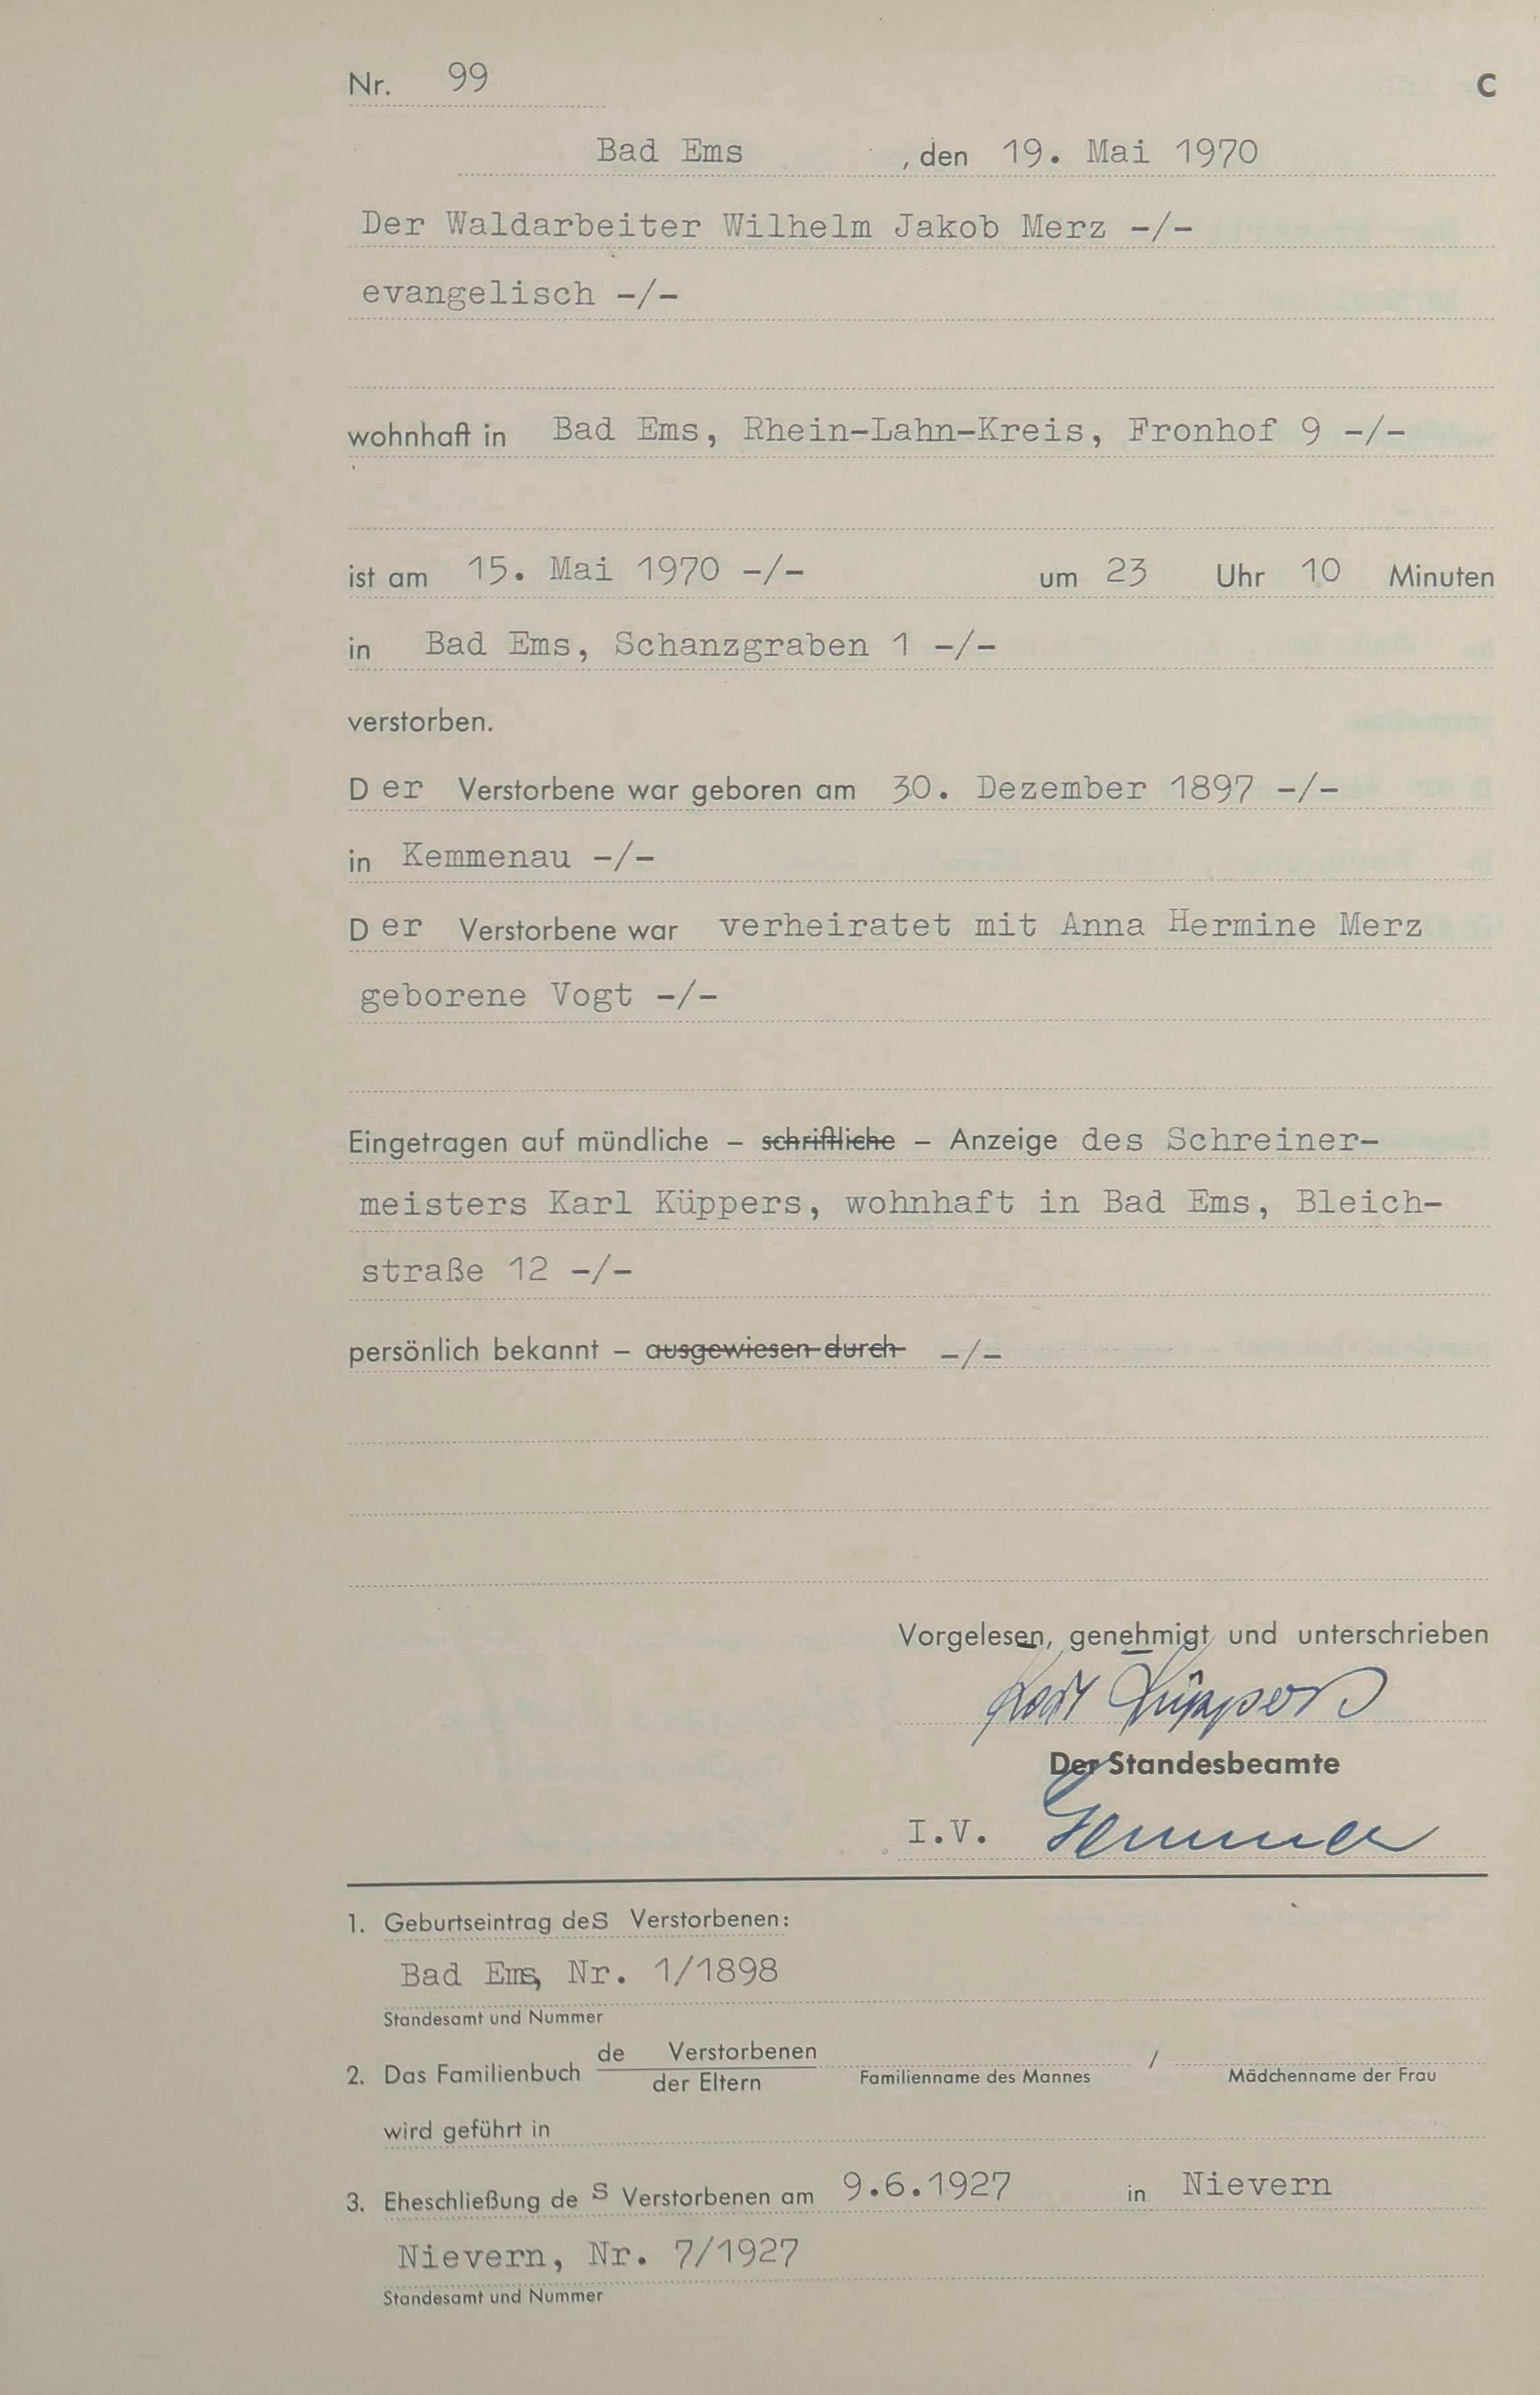 Nr. 99 C
Bad Ems , den 19. Mai 1970
Der Waldarbeiter Wilhelm Jakob Merz -/-
evangelisch -/-
wohnhaft in Bad Ems, Rhein-Lahn-Kreis, Fronhof 9 -/-
ist am 15. Mai 1970 -/- um 23 Uhr 10 Minuten
in Bad Ems, Schanzgraben 1 -/-
verstorben.
D er Verstorbene war geboren am 30. Dezember 1897 -/-
in Kemmenau -/-
D er Verstorbene war verheiratet mit Anna Hermine Merz
geborene Vogt -/-
Eingetragen auf mündliche – schriftliche – Anzeige des Schreiner-
meisters Karl Küppers, wohnhaft in Bad Ems, Bleich-
straße 12 -/-
persönlich bekannt – ausgewiesen durch -/-
Vorgelesen, genehmigt und unterschrieben
Karl Küppers
Der Standesbeamte
I.V.
1. Geburtseintrag des Verstorbenen:
Bad Ems, Nr. 1/1898
Standesamt und Nummer
de Verstorbenen /
2. Das Familienbuch der Eltern Familienname des Mannes Mädchenname der Frau
wird geführt in
3. Eheschließung de s Verstorbenen am 9.6.1927 in Nievern
Nievern, Nr. 7/1927
Standesamt und Nummer